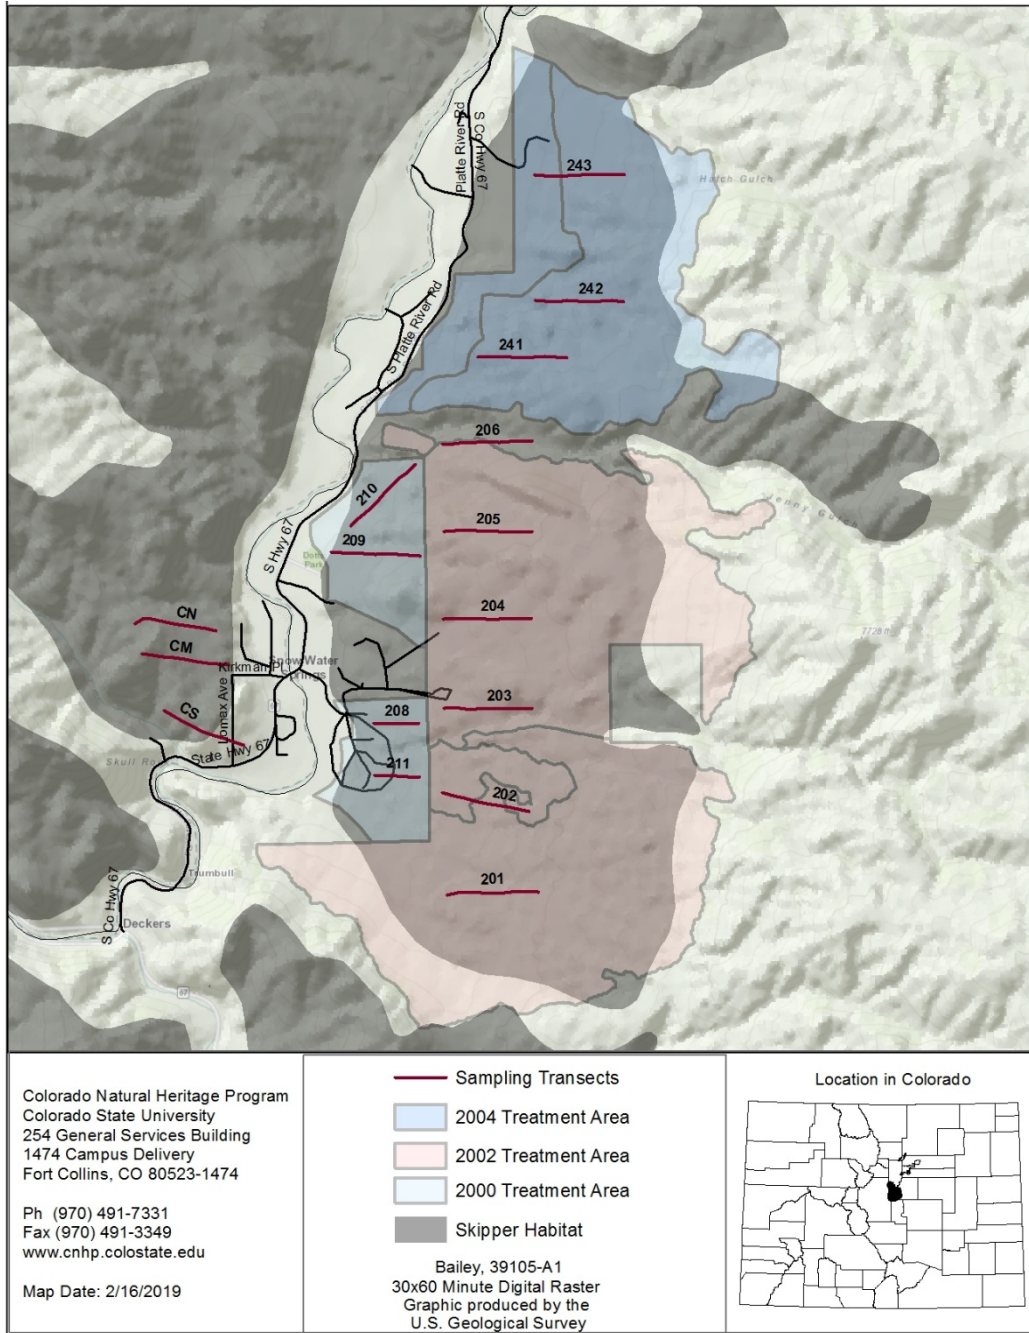 Platte River Rd
S Co Hwy 67
243
Hatch Gulch
242
S Platte River Rd
241
206
210
205
Jenny Gulch
S Hwy 67
209
Park
204
CN
7728 ft
CM
Kirkman Pl
Snow Water
Springs
Lomax Ave
203
CS
208
State Hwy 67
Skull
211
202
Trumbull
201
S Co Hwy 67
Deckers
67
Colorado Natural Heritage Program
Colorado State University
254 General Services Building
1474 Campus Delivery
Fort Collins, CO 80523-1474
Ph (970) 491-7331
Fax (970) 491-3349
www.cnhp.colostate.edu
Map Date: 2/16/2019
Sampling Transects
2004 Treatment Area
2002 Treatment Area
2000 Treatment Area
Skipper Habitat
Bailey, 39105-A1
30x60 Minute Digital Raster
Graphic produced by the
U.S. Geological Survey
Location in Colorado